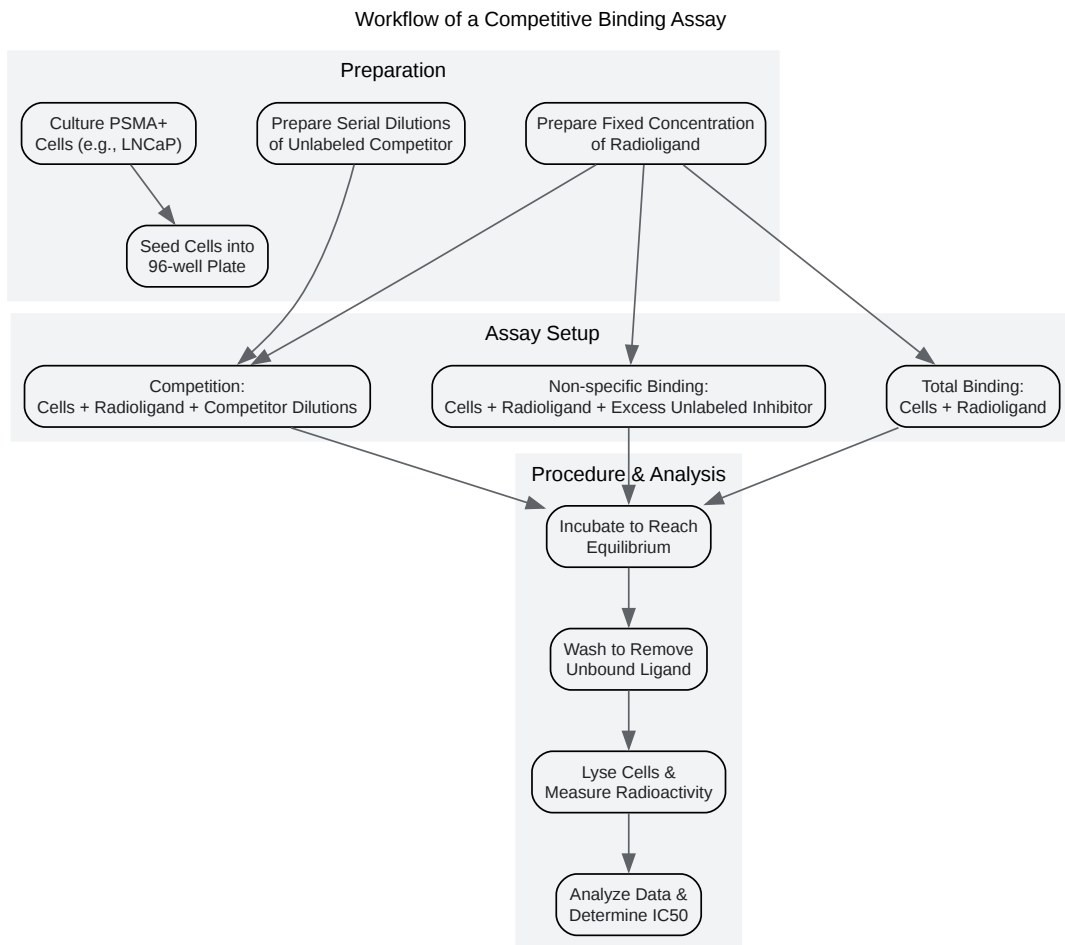 Workflow of a Competitive Binding Assay
Preparation
Culture PSMA+
Cells (e.g., LNCaP)
Prepare Serial Dilutions
of Unlabeled Competitor
Prepare Fixed Concentration
of Radioligand
Seed Cells into
96-well Plate
Assay Setup
Competition:
Cells + Radioligand + Competitor Dilutions
Non-specific Binding:
Cells + Radioligand + Excess Unlabeled Inhibitor
Total Binding:
Cells + Radioligand
Procedure & Analysis
Incubate to Reach
Equilibrium
Wash to Remove
Unbound Ligand
Lyse Cells &
Measure Radioactivity
Analyze Data &
Determine IC50